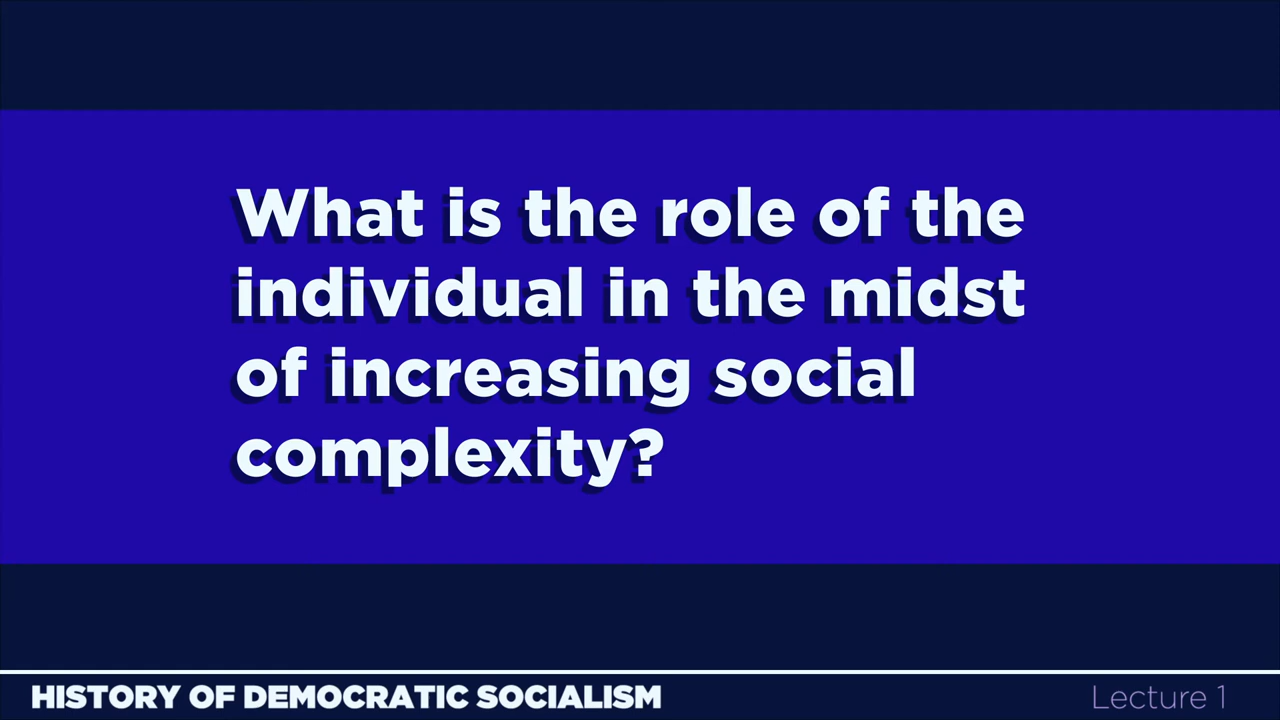 What is the role of the
individual in the midst
of increasing social
complexity?
HISTORY OF DEMOCRATIC SOCIALISM
Lecture 1